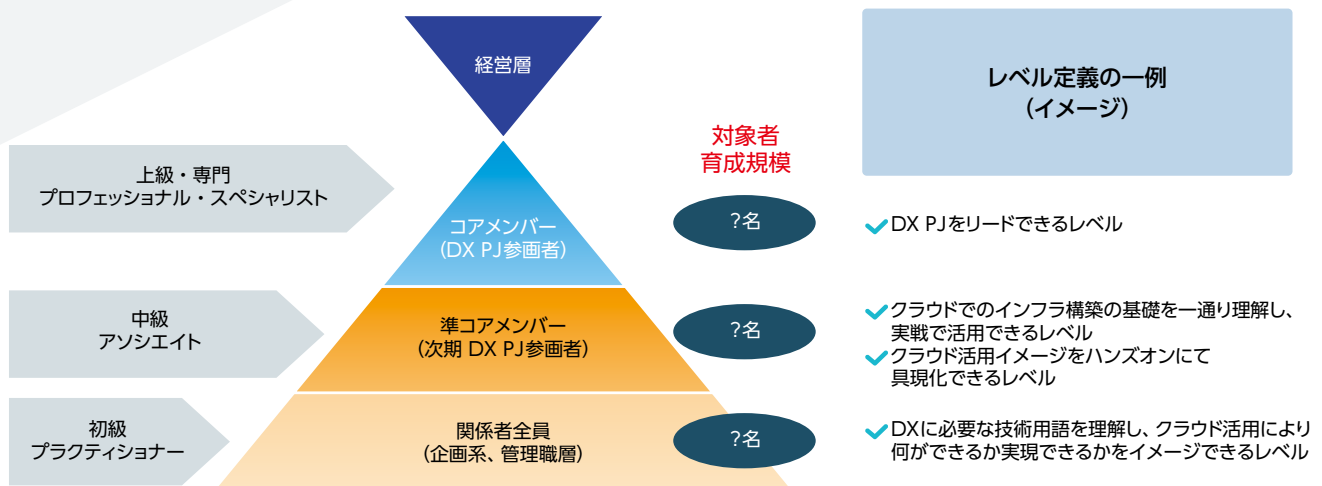 経営層
レベル定義の一例
(イメージ)
対象者
育成規模
上級・専門
プロフェッショナル・スペシャリスト
コアメンバー
(DX PJ参画者)
?名
DX PJをリードできるレベル
中級
アソシエイト
準コアメンバー
(次期 DX PJ参画者)
?名
クラウドでのインフラ構築の基礎を一通り理解し、
実戦で活用できるレベル
クラウド活用イメージをハンズオンにて
具現化できるレベル
初級
プラクティショナー
関係者全員
(企画系、管理職層)
?名
DXに必要な技術用語を理解し、クラウド活用により
何ができるか実現できるかをイメージできるレベル